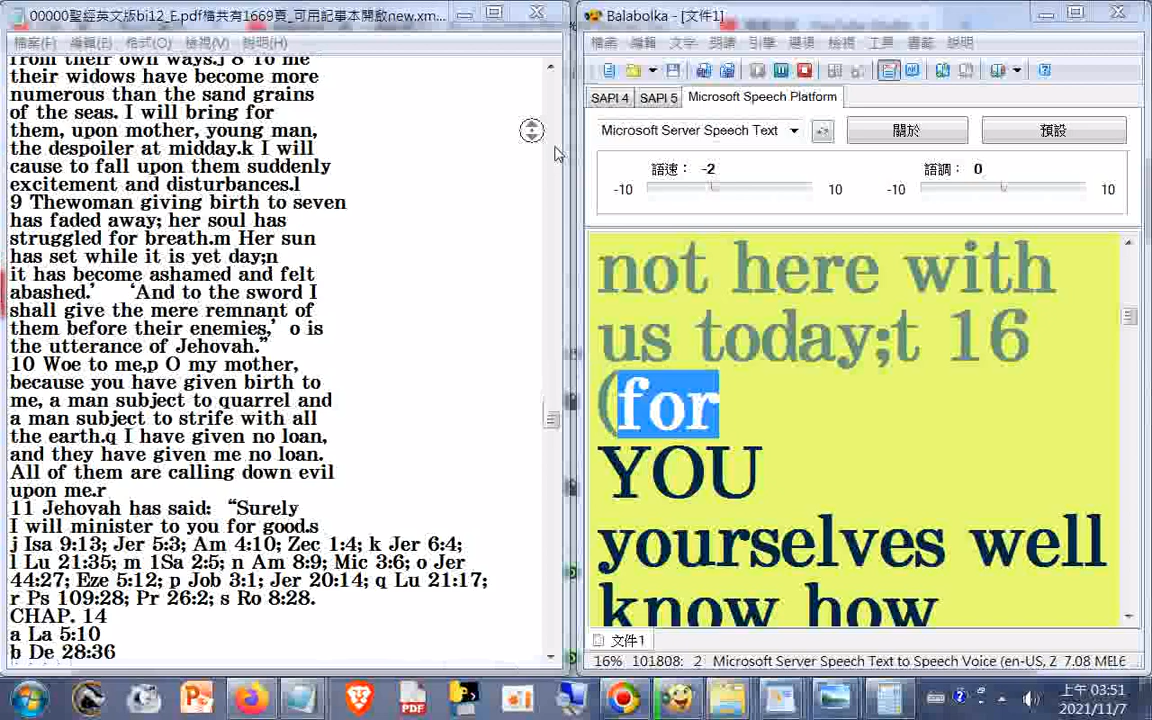 00000聖經英文版bi12_E.pdf檔共有1669頁_可用記事本開啟new.xm...
檔案(F) 編輯(E) 格式(O) 檢視(V) 說明(H)
from their own ways.j 8 To me
their widows have become more
numerous than the sand grains
of the seas. I will bring for
them, upon mother, young man,
the despoiler at midday.k I will
cause to fall upon them suddenly
excitement and disturbances.l
9 Thewoman giving birth to seven
has faded away; her soul has
struggled for breath.m Her sun
has set while it is yet day;n
it has become ashamed and felt
abashed.’ ‘And to the sword I
shall give the mere remnant of
them before their enemies,’ o is
the utterance of Jehovah.”
10 Woe to me,p O my mother,
because you have given birth to
me, a man subject to quarrel and
a man subject to strife with all
the earth.q I have given no loan,
and they have given me no loan.
All of them are calling down evil
upon me.r
11 Jehovah has said: “Surely
I will minister to you for good.s
j Isa 9:13; Jer 5:3; Am 4:10; Zec 1:4; k Jer 6:4;
l Lu 21:35; m 1Sa 2:5; n Am 8:9; Mic 3:6; o Jer
44:27; Eze 5:12; p Job 3:1; Jer 20:14; q Lu 21:17;
r Ps 109:28; Pr 26:2; s Ro 8:28.
CHAP. 14
a La 5:10
b De 28:36
Balabolka - [文件1]
檔案 編輯 文字 朗讀 引擎 選項 檢視 工具 書籤 說明
SAPI 4 SAPI 5 Microsoft Speech Platform
Microsoft Server Speech Text 關於 預設
語速： -2 語調： 0
-10 10 -10 10
not here with
us today;t 16
(for
YOU
yourselves well
know how
文件1
16% 101808: 2 Microsoft Server Speech Text to Speech Voice (en-US, Z 7.08 MEL6
上午 03:51
2021/11/7